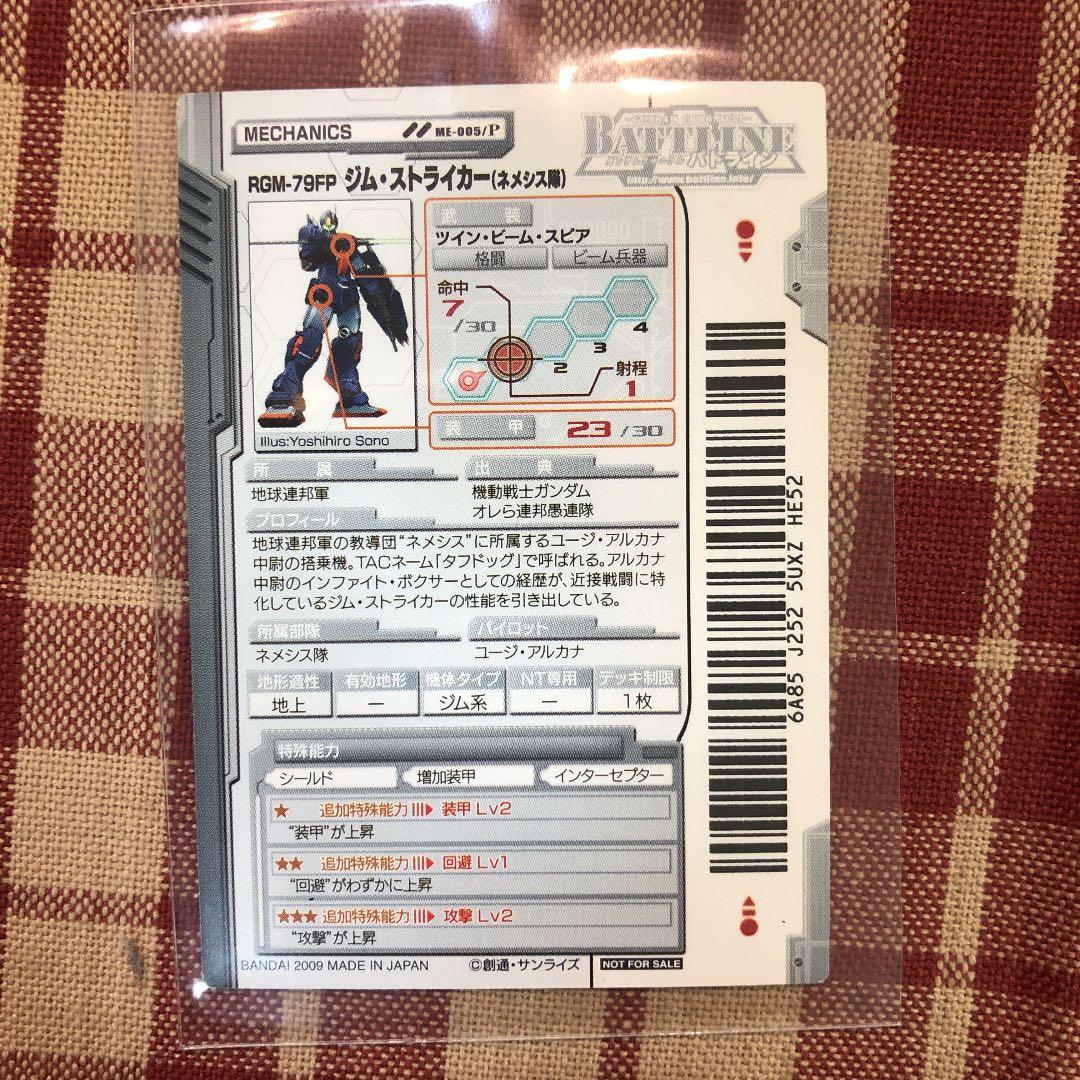 MECHANICS
ME-005/P
BATTLINE
バトライン
RGM-79FP ジム・ストライカー(ネメシス隊)
武装
ツイン・ビーム・スピア
格闘
ビーム兵器
命中
7
/30
2
3
4
射程
1
装甲
23 /30
Illus:Yoshihiro Sono
所属
出典
地球連邦軍
機動戦士ガンダム
オレら連邦愚連隊
プロフィール
地球連邦軍の教導団“ネメシス”に所属するユージ・アルカナ
中尉の搭乗機。TACネーム「タフドッグ」で呼ばれる。アルカナ
中尉のインファイト・ボクサーとしての経歴が、近接戦闘に特
化しているジム・ストライカーの性能を引き出している。
所属部隊
パイロット
ネメシス隊
ユージ・アルカナ
地形適性
有効地形
機体タイプ
NT専用
デッキ制限
地上
ー
ジム系
ー
1枚
特殊能力
シールド
増加装甲
インターセプター
★ 追加特殊能力 装甲 Lv2
“装甲”が上昇
★★ 追加特殊能力 回避 Lv1
“回避”がわずかに上昇
★★★ 追加特殊能力 攻撃 Lv2
“攻撃”が上昇
BANDAI 2009 MADE IN JAPAN
©創通・サンライズ
NOT FOR SALE
6A85 J252 5UXZ HE52